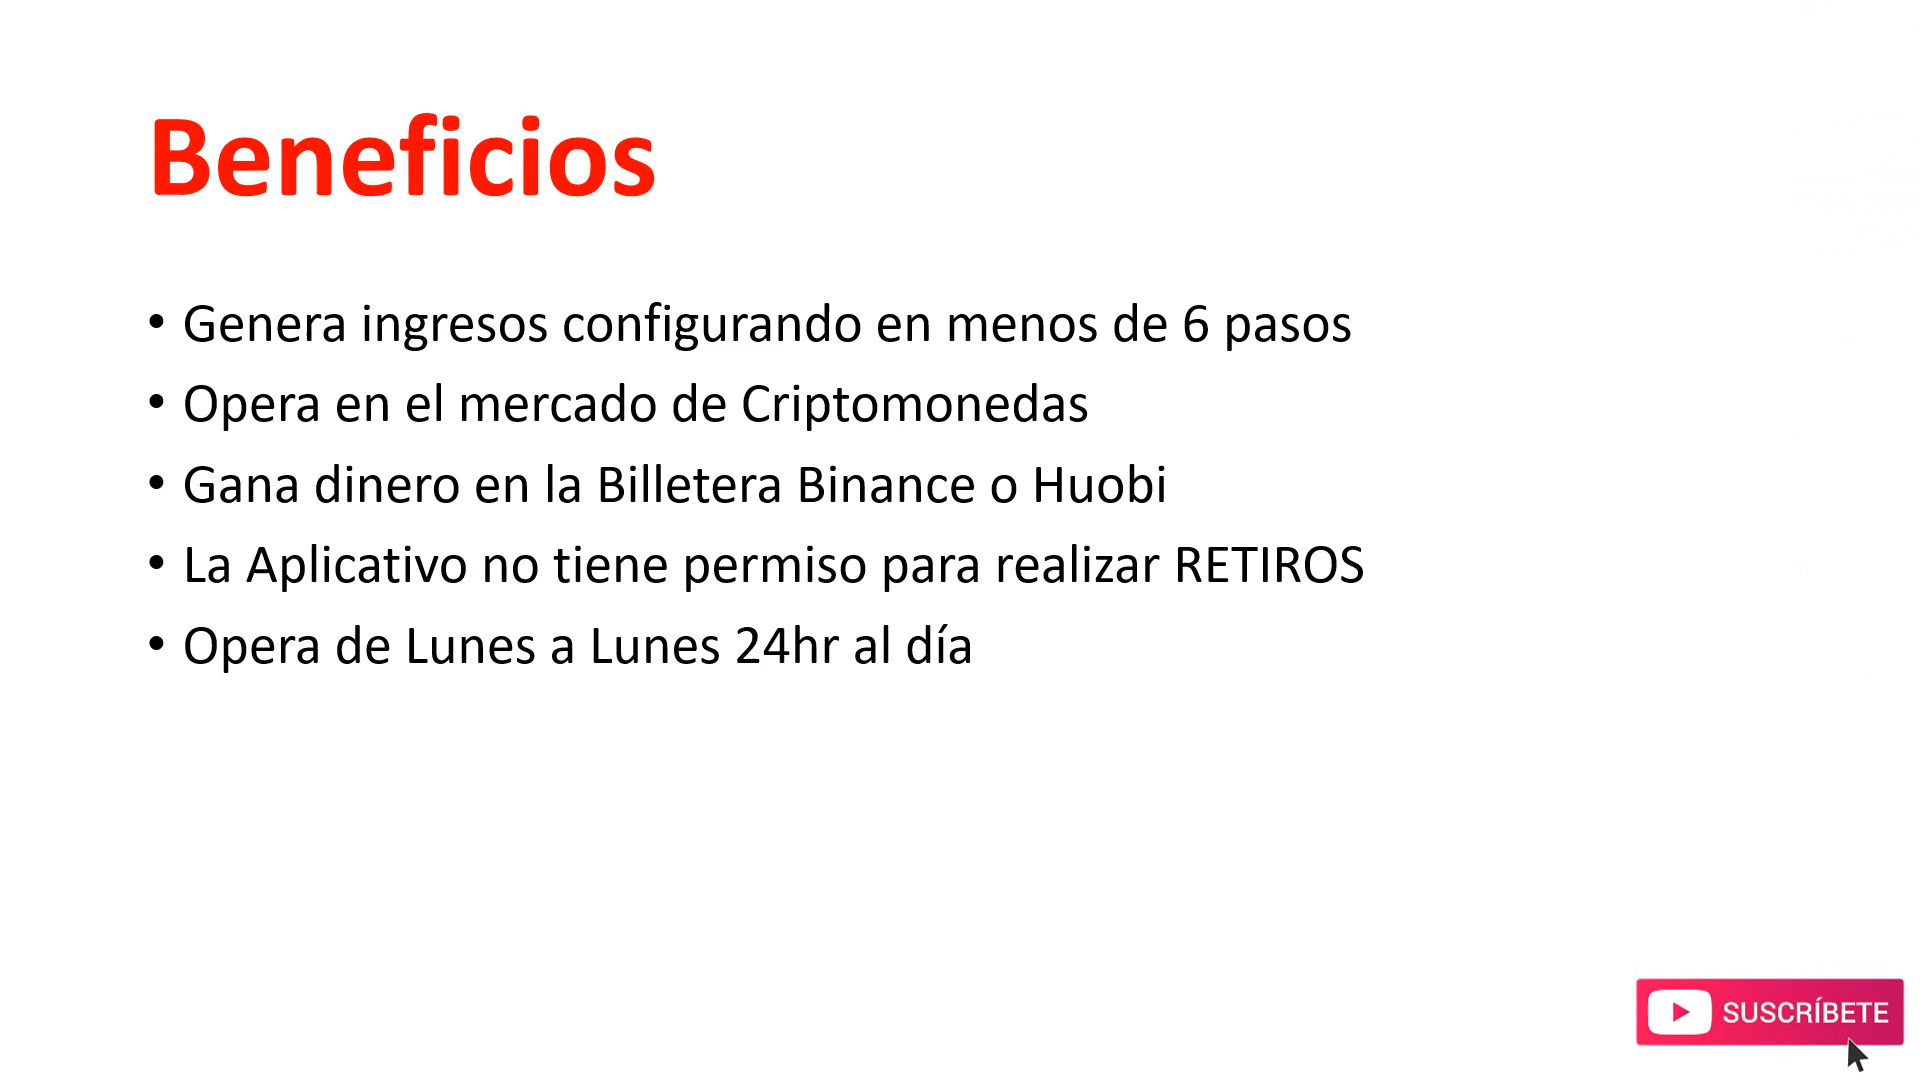 Beneficios
• Genera ingresos configurando en menos de 6 pasos
• Opera en el mercado de Criptomonedas
• Gana dinero en la Billetera Binance o Huobi
• La Aplicativo no tiene permiso para realizar RETIROS
• Opera de Lunes a Lunes 24hr al día
SUSCRÍBETE